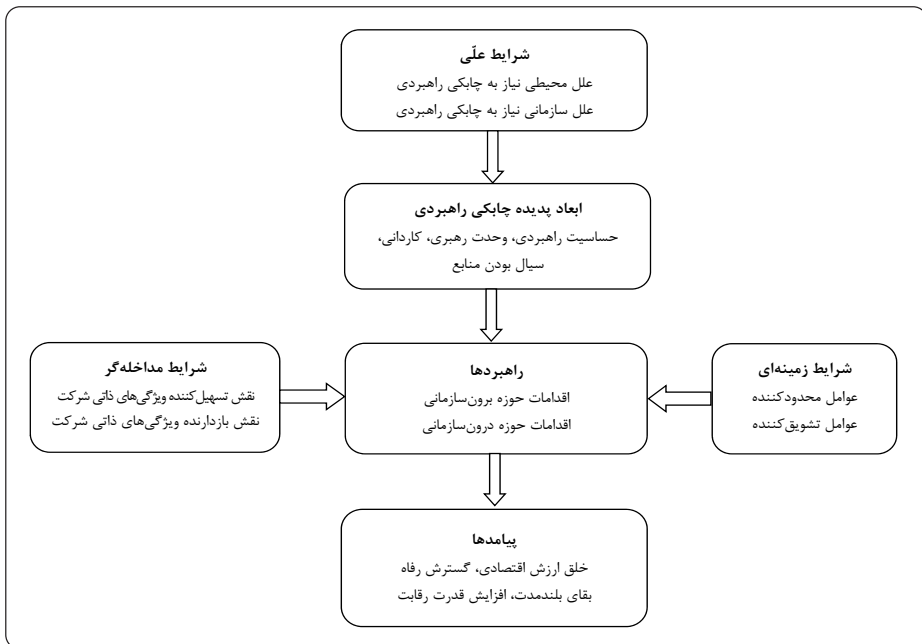 شرایط علّی
علل محیطی نیاز به چابکی راهبردی
علل سازمانی نیاز به چابکی راهبردی
ابعاد پدیده چابکی راهبردی
حساسیت راهبردی، وحدت رهبری، کاردانی،
سیال بودن منابع
شرایط زمینه‌ای
عوامل محدودکننده
عوامل تشویق‌کننده
راهبردها
اقدامات حوزه برون‌سازمانی
اقدامات حوزه درون‌سازمانی
شرایط مداخله‌گر
نقش تسهیل‌کننده ویژگی‌های ذاتی شرکت
نقش بازدارنده ویژگی‌های ذاتی شرکت
پیامدها
خلق ارزش اقتصادی، گسترش رفاه
بقای بلندمدت، افزایش قدرت رقابت